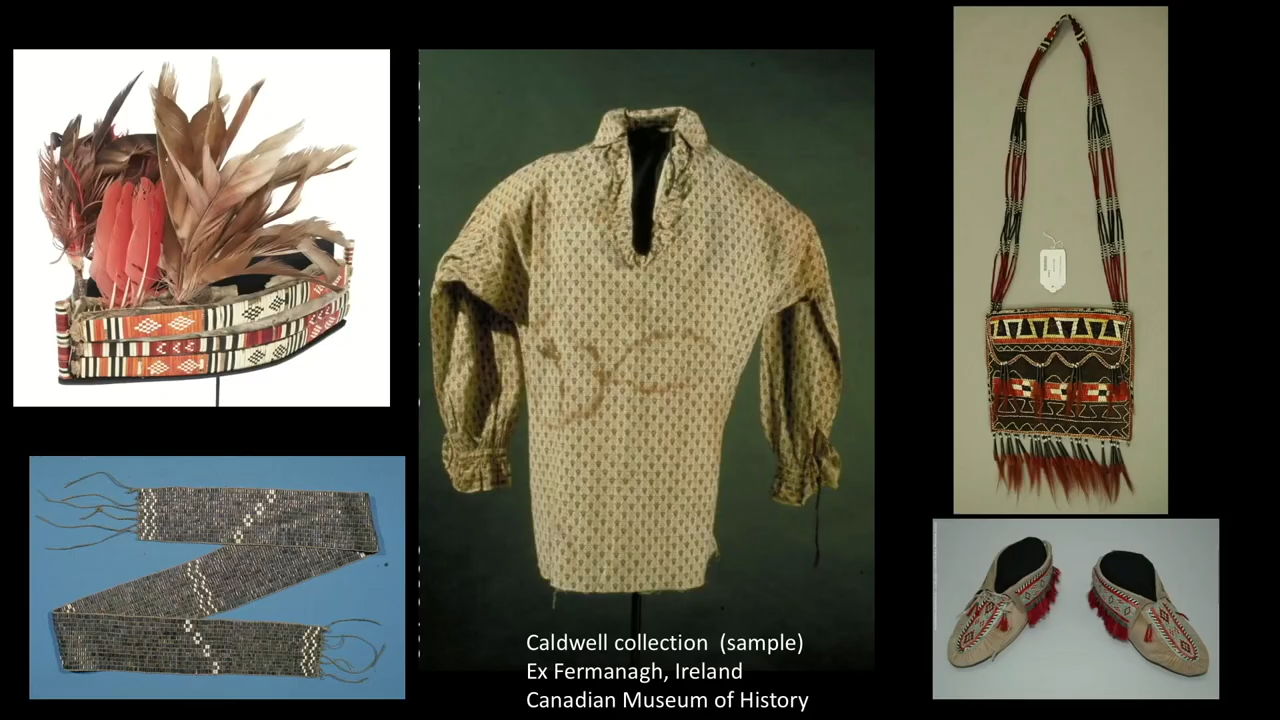 Caldwell collection  (sample)
Ex Fermanagh, Ireland
Canadian Museum of History